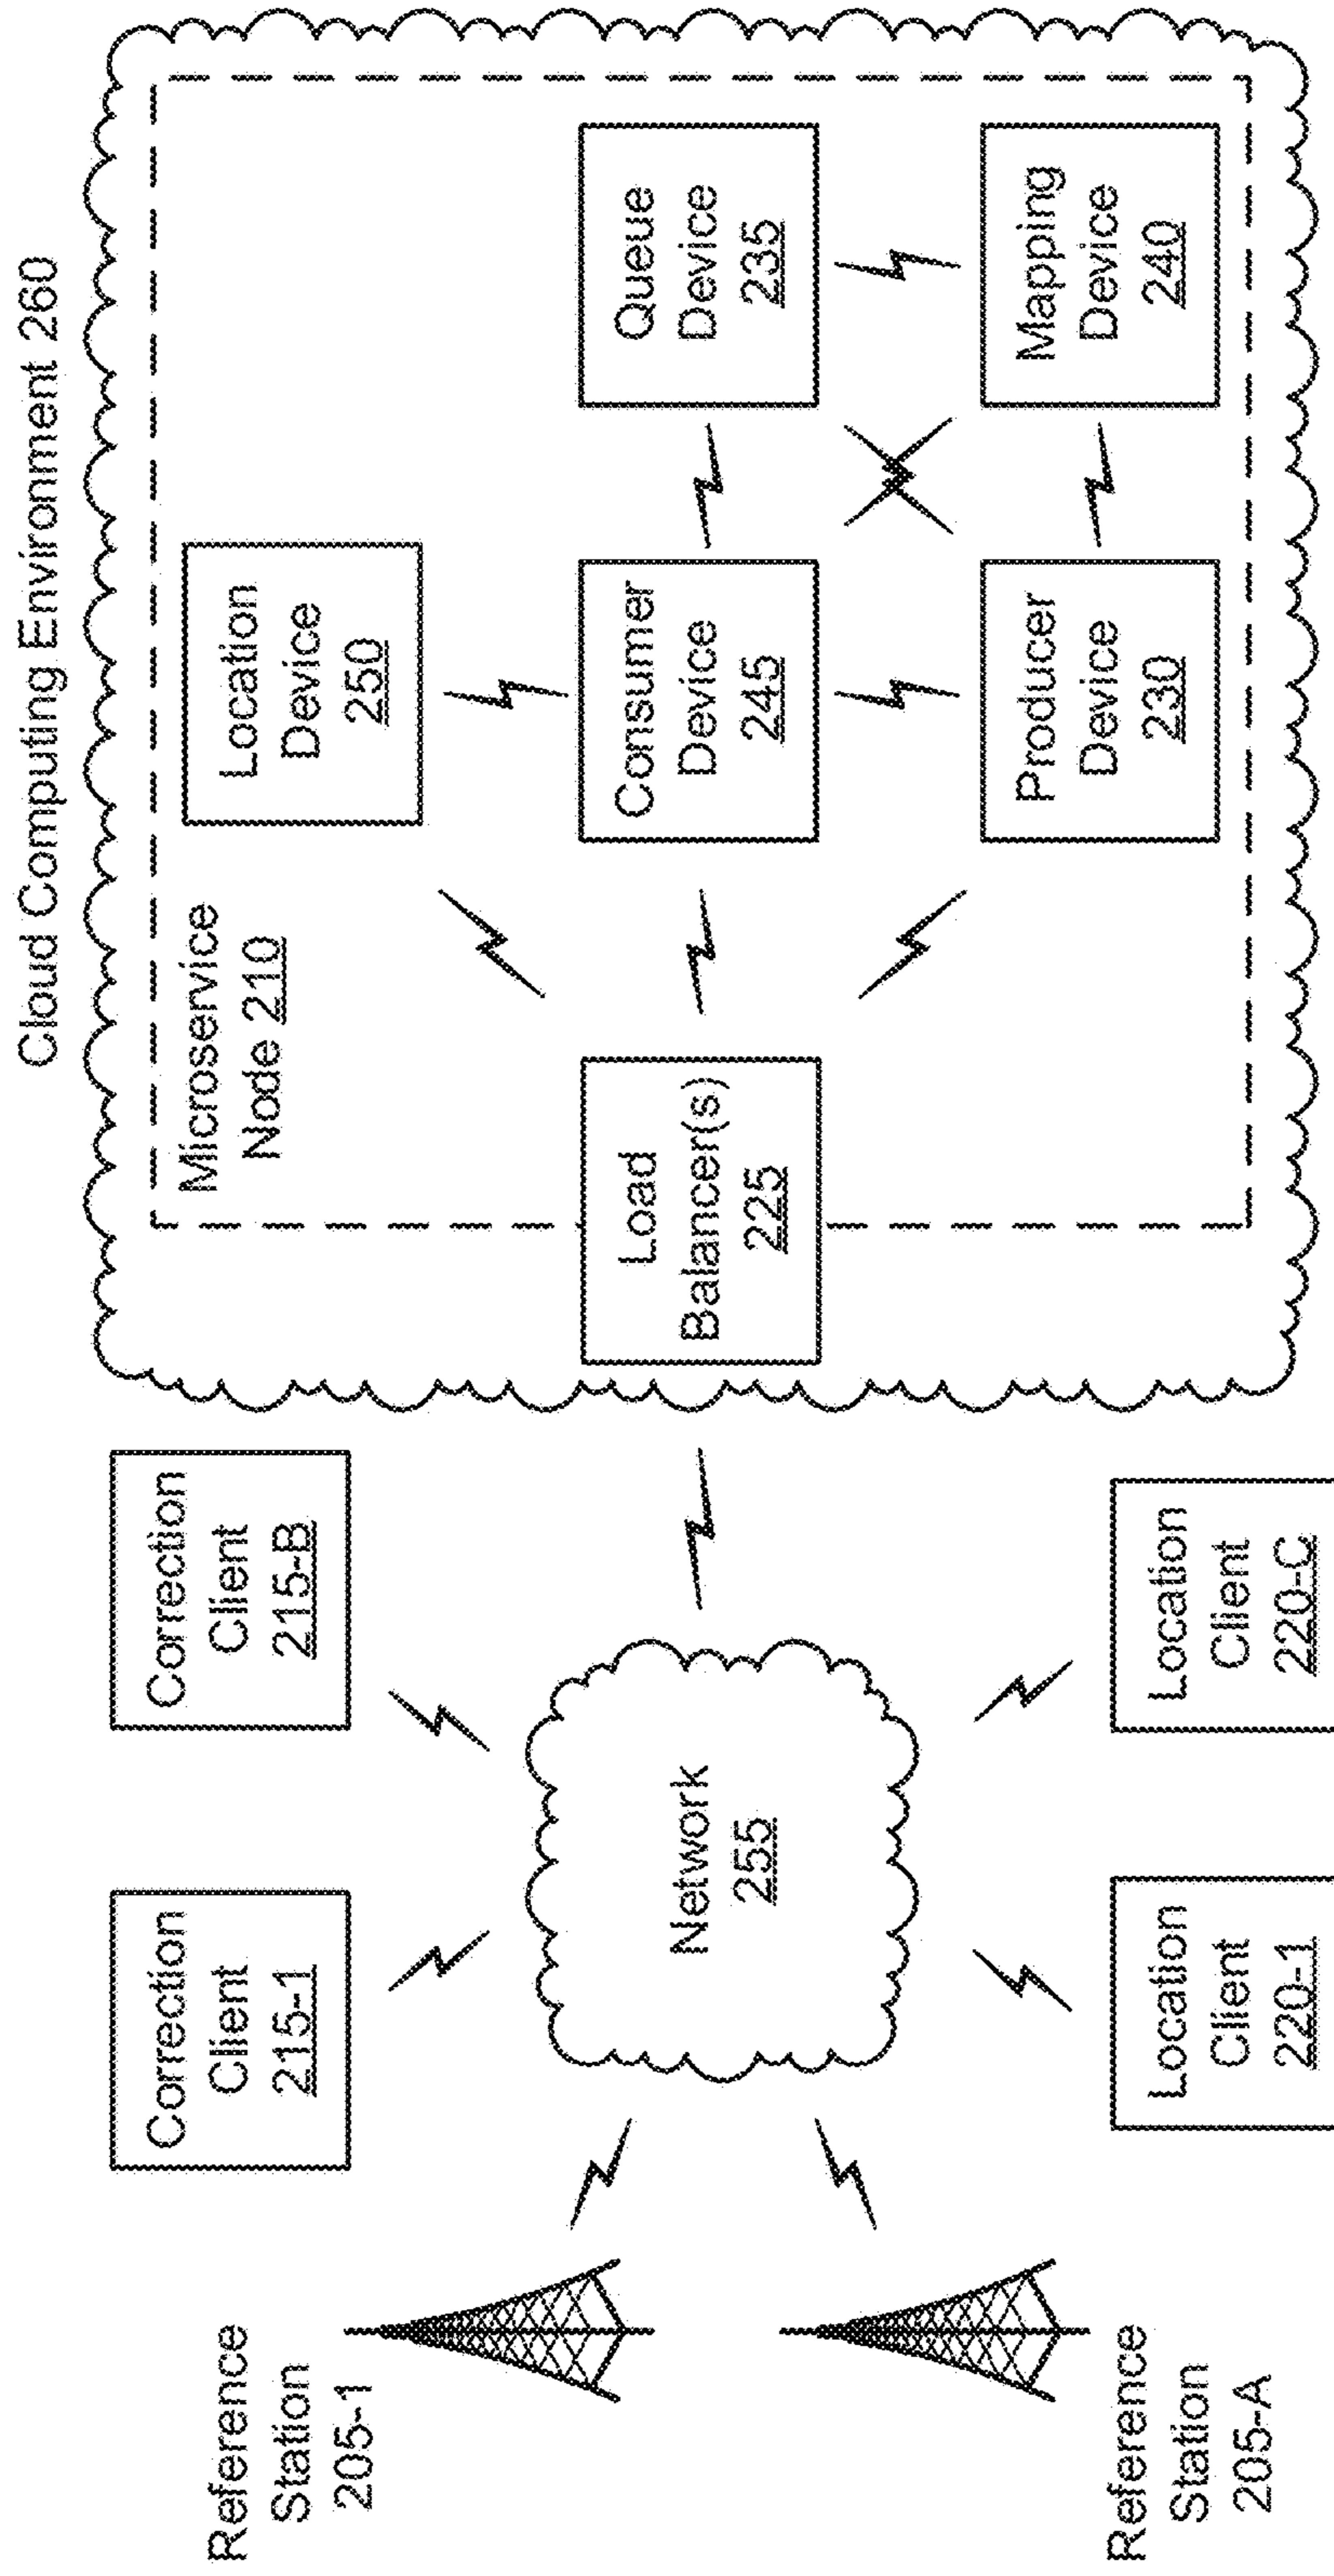 Cloud Computing Environment 260
Reference
Station
205-1
Correction
Client
215-1
Correction
Client
215-B
Microservice
Node 210
Location
Device
250
Network
255
Load
Balancer(s)
225
Consumer
Device
245
Queue
Device
235
Reference
Station
205-A
Location
Client
220-1
Location
Client
220-C
Producer
Device
230
Mapping
Device
240